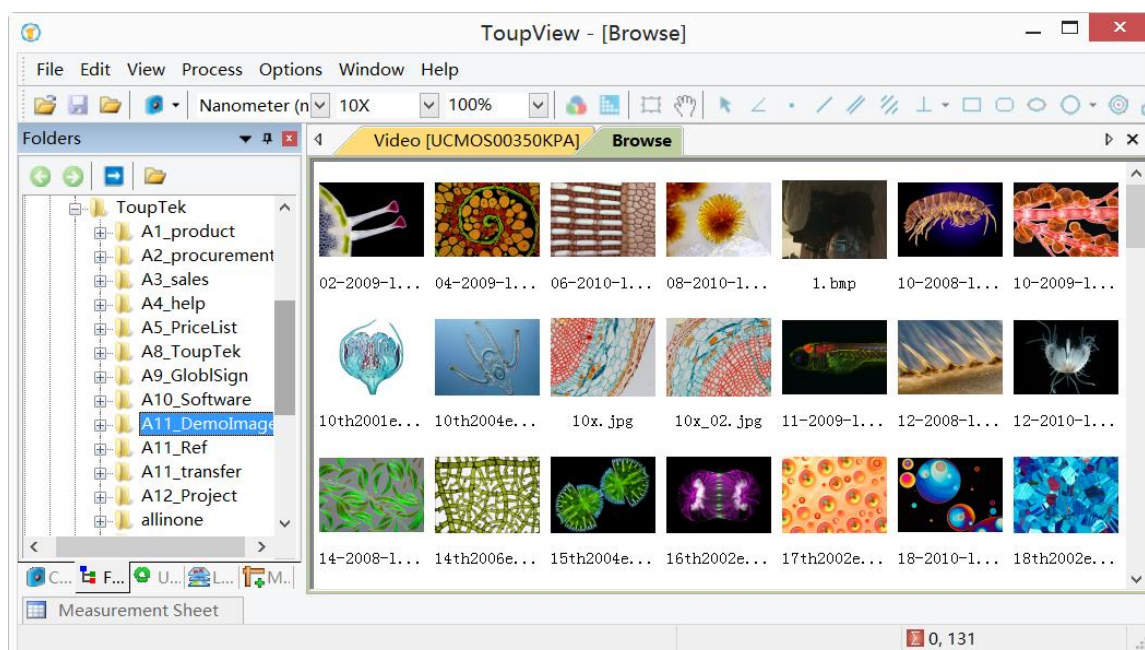 ToupView - [Browse]
File Edit View Process Options Window Help
Nanometer (n 10X 100%
Folders
Video [UCMOS00350KPA] Browse
ToupTek
A1_product
A2_procurement
A3_sales
A4_help
A5_PriceList
A8_ToupTek
A9_GloblSign
A10_Software
A11_DemoImage
A11_Ref
A11_transfer
A12_Project
allinone
02-2009-1... 04-2009-1... 06-2010-1... 08-2010-1... 1.bmp 10-2008-1... 10-2009-1...
10th2001e... 10th2004e... 10x.jpg 10x_02.jpg 11-2009-1... 12-2008-1... 12-2010-1...
14-2008-1... 14th2006e... 15th2004e... 16th2002e... 17th2002e... 18-2010-1... 18th2002e...
C... F... U... L... M..
Measurement Sheet
0, 131